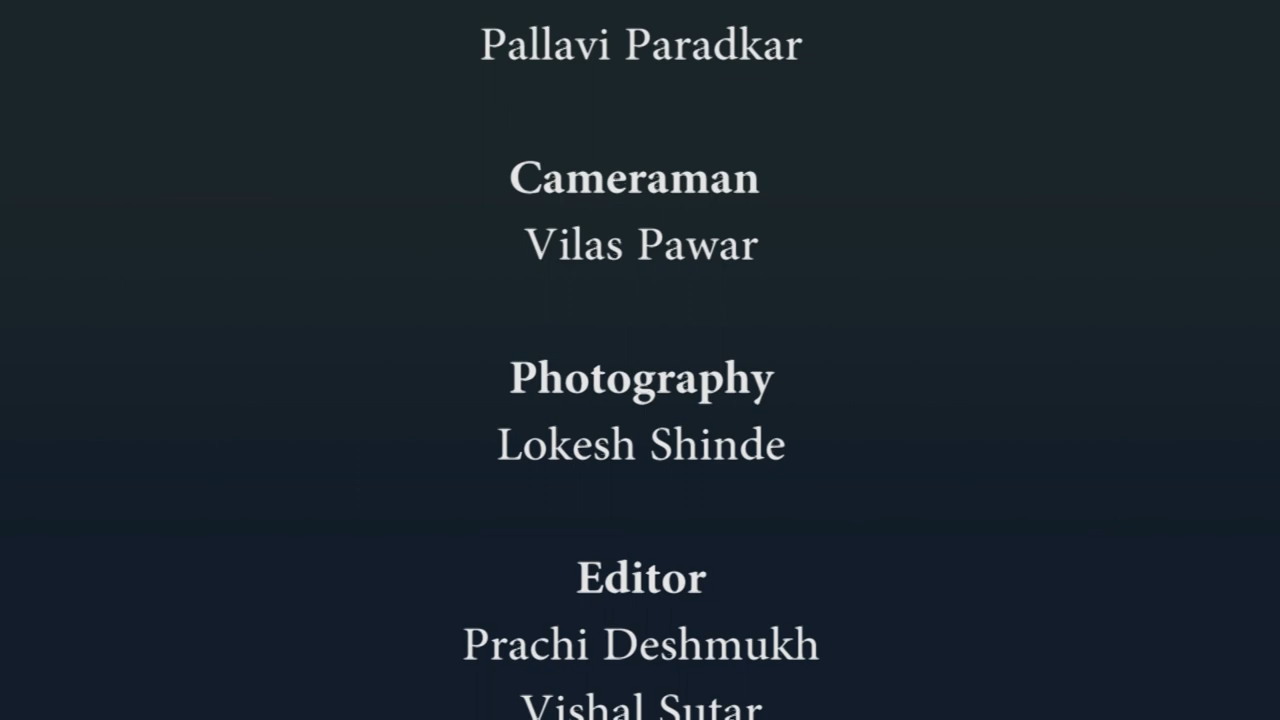 Pallavi Paradkar
Cameraman
Vilas Pawar
Photography
Lokesh Shinde
Editor
Prachi Deshmukh
Vishal Sutar